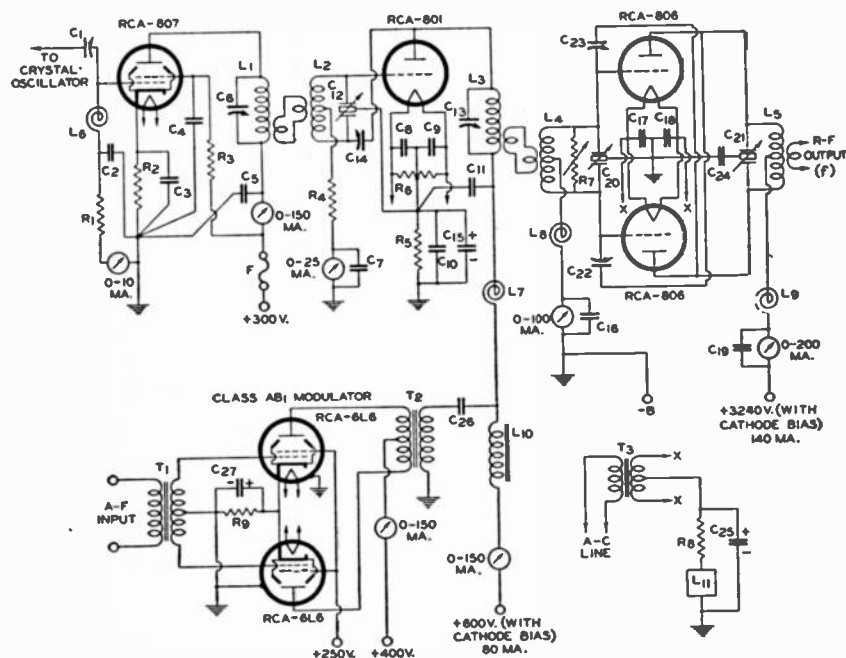 RCA-807
RCA-801
RCA-806
C1
TO
CRYSTAL-
OSCILLATOR
L6
C2
R1
0-10
MA.
R2
C3
C4
R3
C5
C6
L1
0-150
MA.
F
+300V.
L2
C12
C14
R4
0-25
MA.
C7
C8
C9
R6
R5
C10
C15
+
-
C11
C13
L3
L7
L4
R7
C20
L8
0-100
MA.
C16
-B
C23
C17
C18
X
X
C22
RCA-806
C24
C21
L5
R-F
OUTPUT
(F)
L9
C19
0-200
MA.
+3240V. (WITH
CATHODE BIAS)
140 MA.
CLASS AB1 MODULATOR
RCA-6L6
T1
A-F
INPUT
C27
- +
R9
RCA-6L6
+250V.
T2
0-150
MA.
+400V.
C26
L10
0-150
MA.
+600V. (WITH
CATHODE BIAS)
80 MA.
T3
X
X
A-C
LINE
R8
C25
+
-
L11